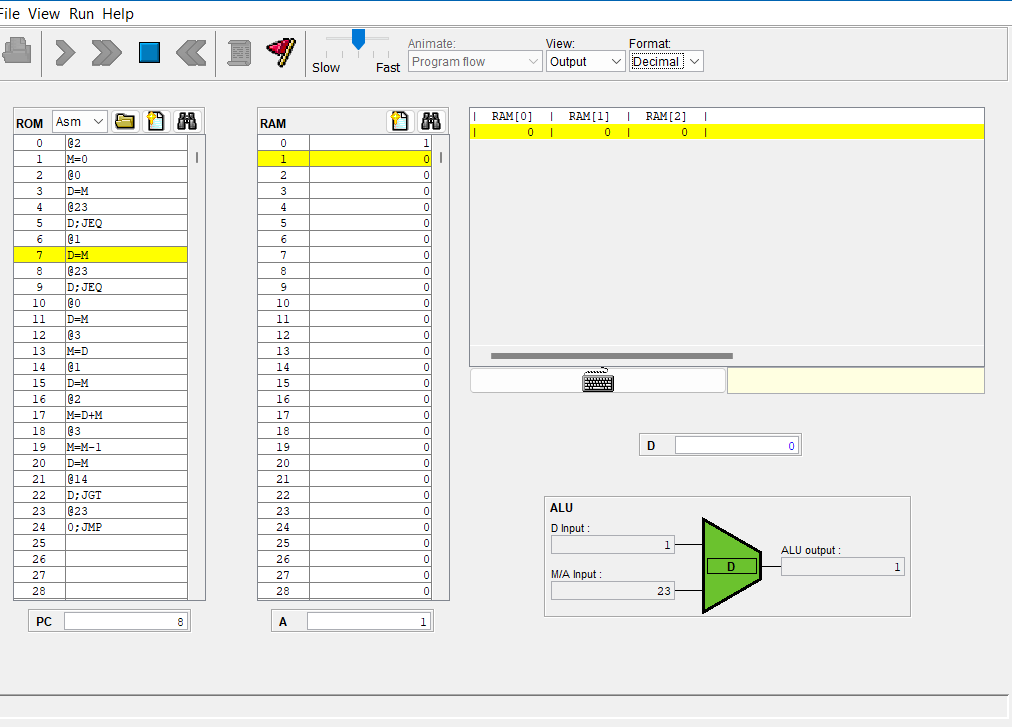 File View Run Help
Slow Fast
Animate:
Program flow
View:
Output
Format:
Decimal
ROM Asm
0 @2
1 M=0
2 @0
3 D=M
4 @23
5 D;JEQ
6 @1
7 D=M
8 @23
9 D;JEQ
10 @0
11 D=M
12 @3
13 M=D
14 @1
15 D=M
16 @2
17 M=D+M
18 @3
19 M=M-1
20 D=M
21 @14
22 D;JGT
23 @23
24 0;JMP
25
26
27
28
PC 8
RAM
0 1
1 0
2 0
3 0
4 0
5 0
6 0
7 0
8 0
9 0
10 0
11 0
12 0
13 0
14 0
15 0
16 0
17 0
18 0
19 0
20 0
21 0
22 0
23 0
24 0
25 0
26 0
27 0
28 0
A 1
| RAM[0] | RAM[1] | RAM[2] |
| 0 | 0 | 0 |
D 0
ALU
D Input :
1
M/A Input :
23
D
ALU output :
1